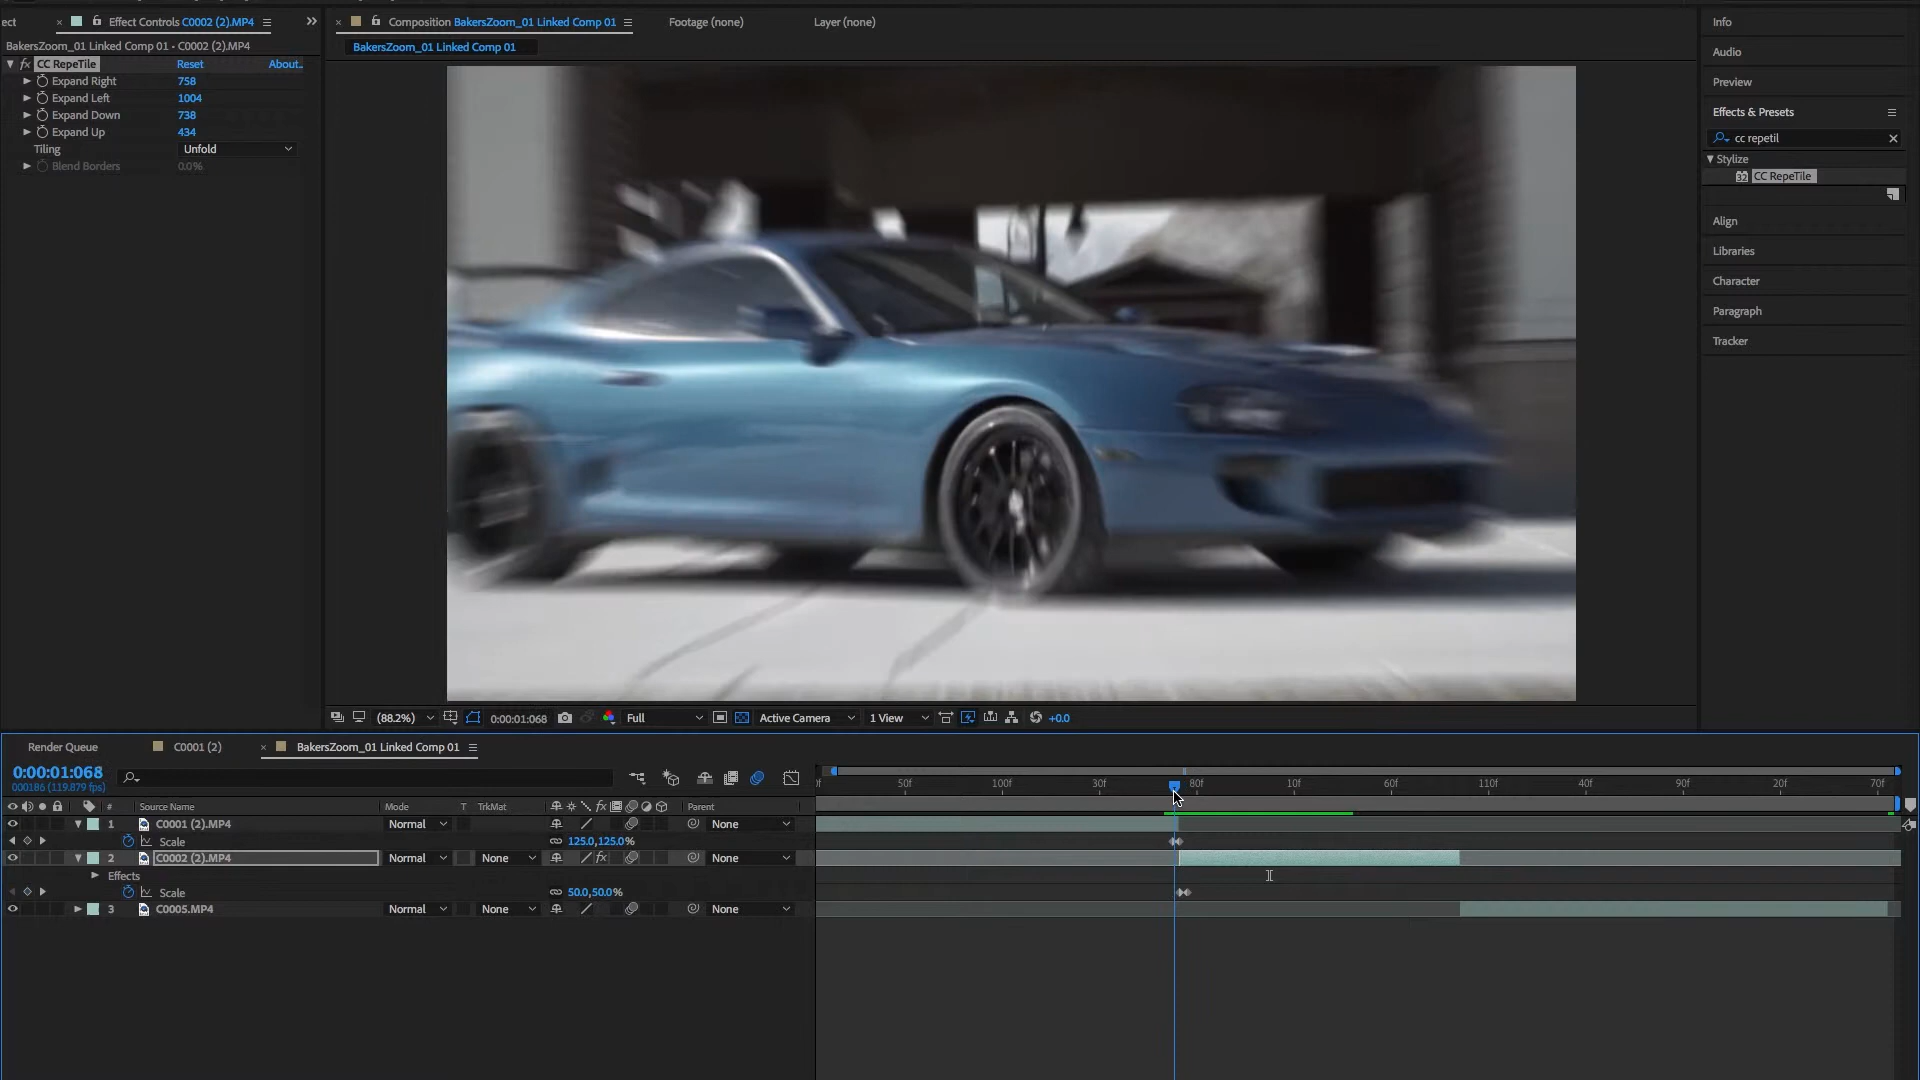 ect
× Effect Controls C0002 (2).MP4
BakersZoom_01 Linked Comp 01 • C0002 (2).MP4
fx CC RepeTile Reset About..
Expand Right 758
Expand Left 1004
Expand Down 738
Expand Up 434
Tiling Unfold
Blend Borders 0.0%
× Composition BakersZoom_01 Linked Comp 01
Footage (none)
Layer (none)
BakersZoom_01 Linked Comp 01
Info
Audio
Preview
Effects & Presets
cc repetil
Stylize
32 CC RepeTile
Align
Libraries
Character
Paragraph
Tracker
(88.2%) 0:00:01:068 Full Active Camera 1 View +0.0
Render Queue
C0001 (2)
× BakersZoom_01 Linked Comp 01
0:00:01:068
000186 (119.879 fps)
50f 100f 30f 80f 10f 60f 110f 40f 90f 20f 70f
# Source Name Mode T TrkMat fx Parent
1 C0001 (2).MP4 Normal None
Scale 125.0,125.0%
2 C0002 (2).MP4 Normal None fx None
Effects
Scale 50.0,50.0%
3 C0005.MP4 Normal None None